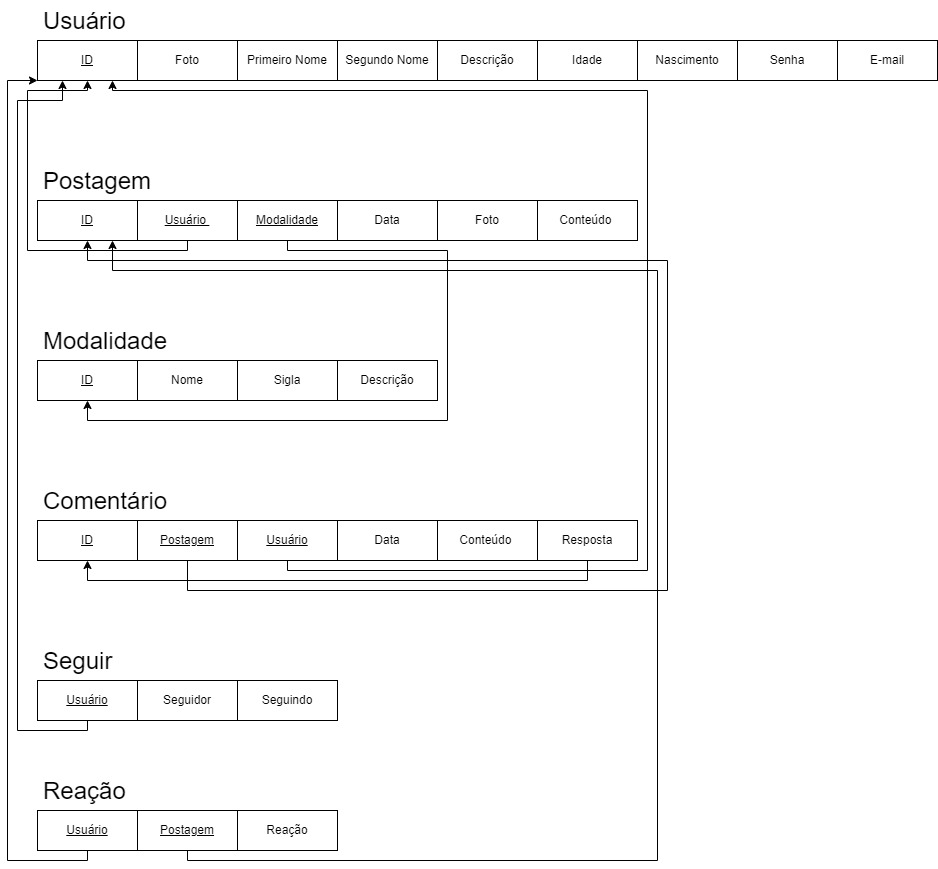 Usuário
ID Foto Primeiro Nome Segundo Nome Descrição Idade Nascimento Senha E-mail
Postagem
ID Usuário Modalidade Data Foto Conteúdo
Modalidade
ID Nome Sigla Descrição
Comentário
ID Postagem Usuário Data Conteúdo Resposta
Seguir
Usuário Seguidor Seguindo
Reação
Usuário Postagem Reação